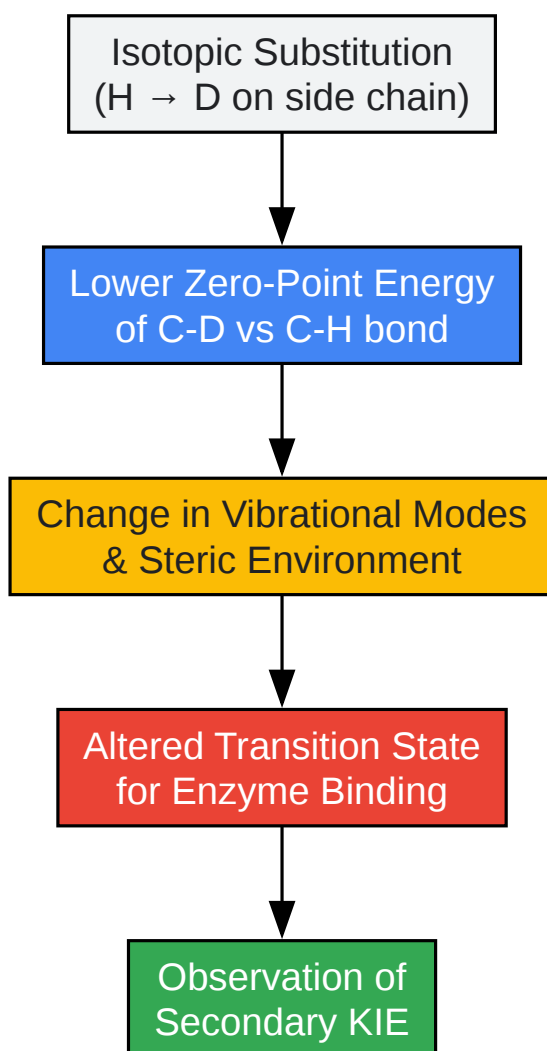 Isotopic Substitution
(H → D on side chain)
Lower Zero-Point Energy
of C-D vs C-H bond
Change in Vibrational Modes
& Steric Environment
Altered Transition State
for Enzyme Binding
Observation of
Secondary KIE